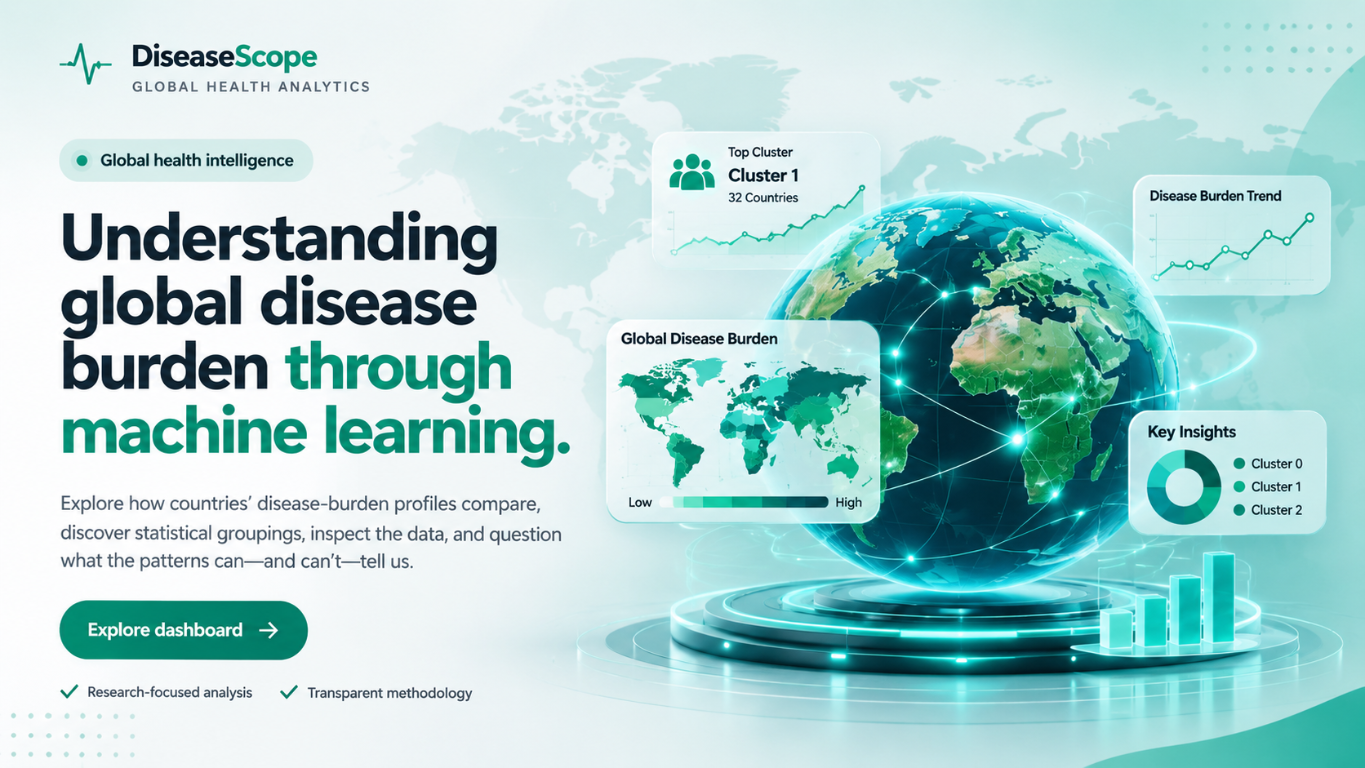 DiseaseScope
GLOBAL HEALTH ANALYTICS
Global health intelligence
Understanding
global disease
burden through
machine learning.
Explore how countries’ disease-burden profiles compare,
discover statistical groupings, inspect the data, and question
what the patterns can—and can’t—tell us.
Explore dashboard
Research-focused analysis
Transparent methodology
Top Cluster
Cluster 1
32 Countries
Disease Burden Trend
Global Disease Burden
Low
High
Key Insights
Cluster 0
Cluster 1
Cluster 2